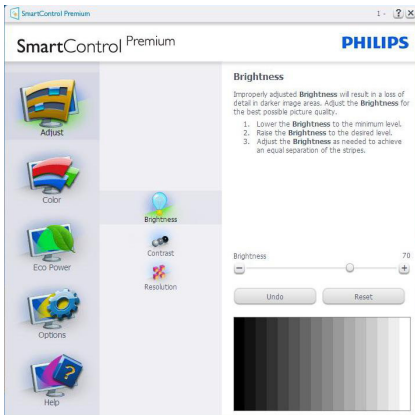 SmartControl Premium
1 - ? X
SmartControl Premium
PHILIPS
Adjust
Color
Eco Power
Options
Help
Brightness
Contrast
Resolution
Brightness
Improperly adjusted Brightness will result in a loss of
detail in darker image areas. Adjust the Brightness for
the best possible picture quality.
1. Lower the Brightness to the minimum level.
2. Raise the Brightness to the desired level.
3. Adjust the Brightness as needed to achieve
an equal separation of the stripes.
Brightness 70
Undo Reset